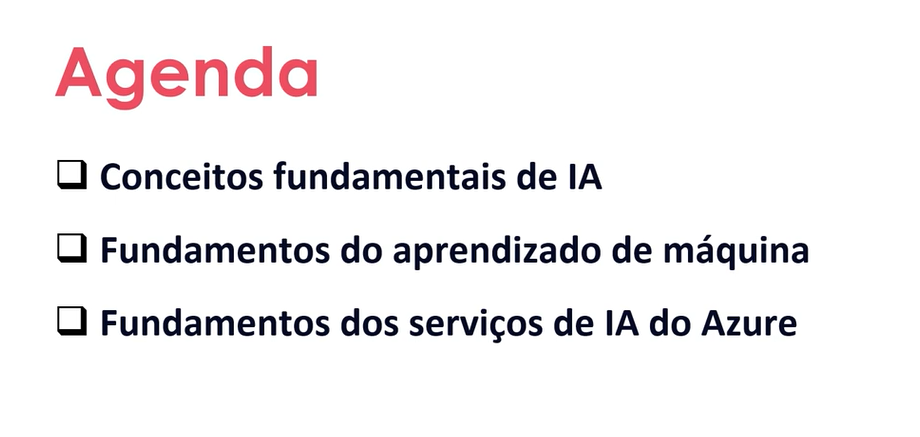 Agenda
❑ Conceitos fundamentais de IA
❑ Fundamentos do aprendizado de máquina
❑ Fundamentos dos serviços de IA do Azure